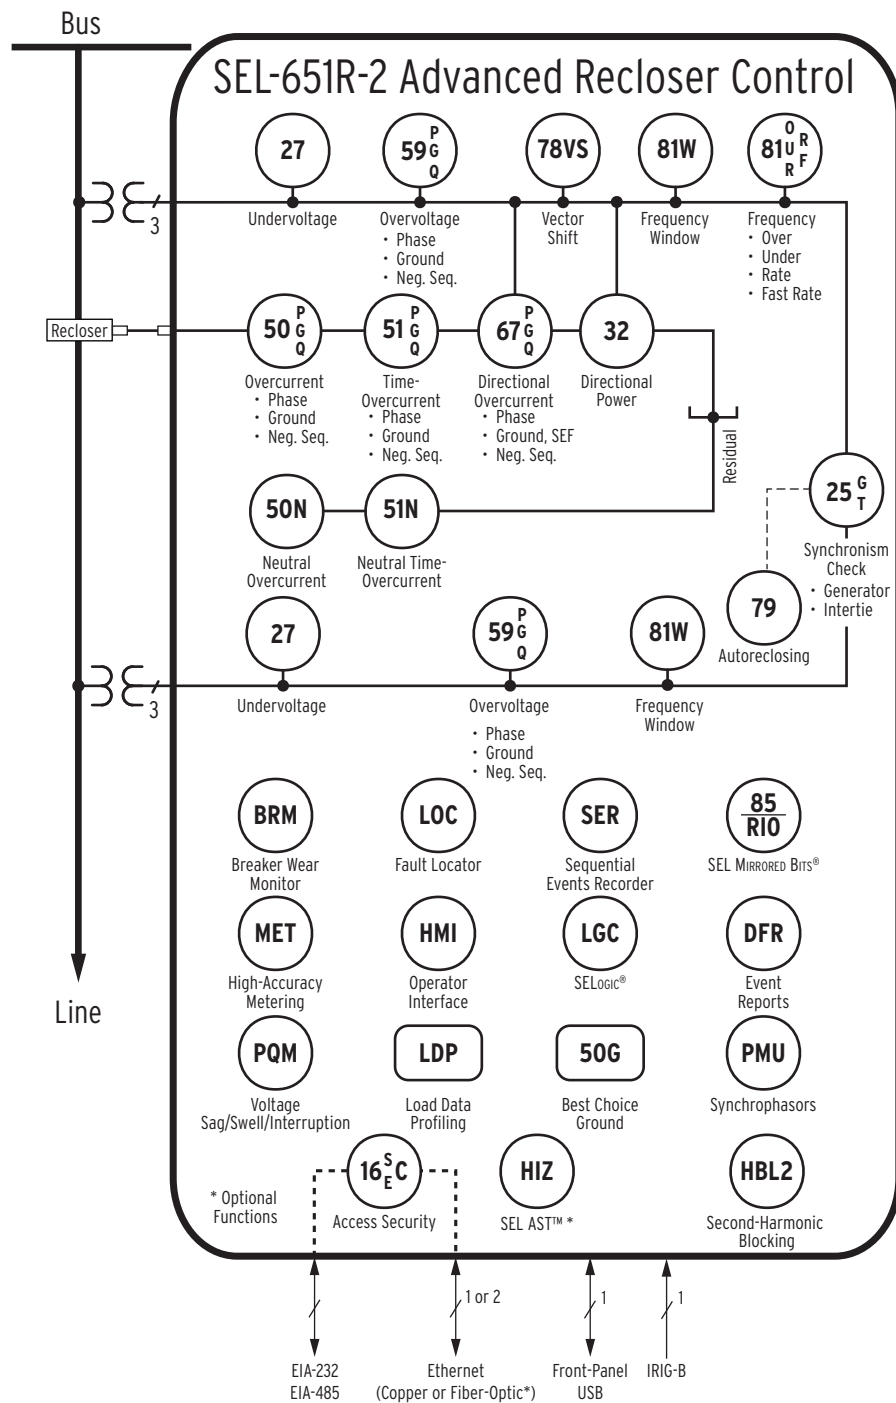 Bus
SEL-651R-2 Advanced Recloser Control
27
59 P G Q
78VS
81W
81 O U R R F
3
Undervoltage
Overvoltage
· Phase
· Ground
· Neg. Seq.
Vector
Shift
Frequency
Window
Frequency
· Over
· Under
· Rate
· Fast Rate
Recloser
50 P G Q
51 P G Q
67 P G Q
32
Overcurrent
· Phase
· Ground
· Neg. Seq.
Time-
Overcurrent
· Phase
· Ground
· Neg. Seq.
Directional
Overcurrent
· Phase
· Ground, SEF
· Neg. Seq.
Directional
Power
Residual
50N
51N
25 G T
Neutral
Overcurrent
Neutral Time-
Overcurrent
Synchronism
Check
· Generator
· Intertie
27
59 P G Q
81W
79
Autoreclosing
3
Undervoltage
Overvoltage
· Phase
· Ground
· Neg. Seq.
Frequency
Window
BRM
LOC
SER
85
RIO
Breaker Wear
Monitor
Fault Locator
Sequential
Events Recorder
SEL MIRRORED BITS®
MET
HMI
LGC
DFR
High-Accuracy
Metering
Operator
Interface
SELOGIC®
Event
Reports
Line
PQM
LDP
50G
PMU
Voltage
Sag/Swell/Interruption
Load Data
Profiling
Best Choice
Ground
Synchrophasors
16 S E C
HIZ
HBL2
* Optional
Functions
Access Security
SEL AST™ *
Second-Harmonic
Blocking
1 or 2
1
1
EIA-232
EIA-485
Ethernet
(Copper or Fiber-Optic*)
Front-Panel
USB
IRIG-B